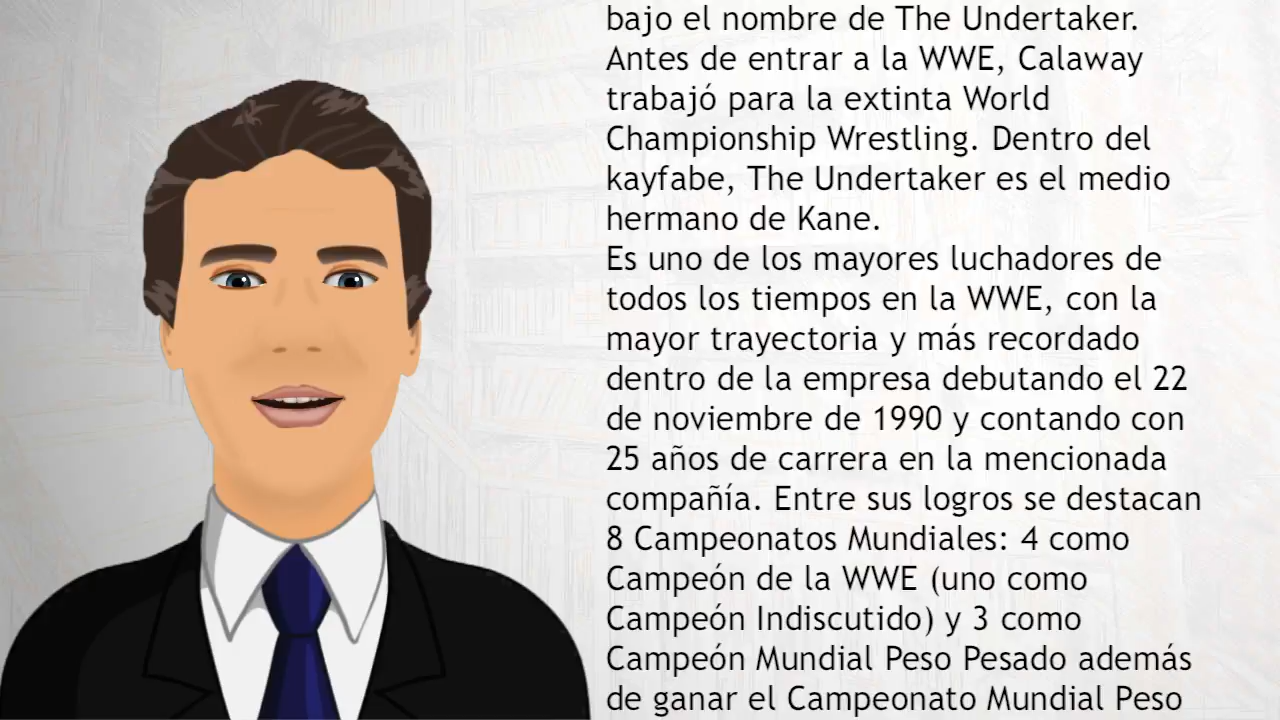 bajo el nombre de The Undertaker.
Antes de entrar a la WWE, Calaway
trabajó para la extinta World
Championship Wrestling. Dentro del
kayfabe, The Undertaker es el medio
hermano de Kane.
Es uno de los mayores luchadores de
todos los tiempos en la WWE, con la
mayor trayectoria y más recordado
dentro de la empresa debutando el 22
de noviembre de 1990 y contando con
25 años de carrera en la mencionada
compañía. Entre sus logros se destacan
8 Campeonatos Mundiales: 4 como
Campeón de la WWE (uno como
Campeón Indiscutido) y 3 como
Campeón Mundial Peso Pesado además
de ganar el Campeonato Mundial Peso